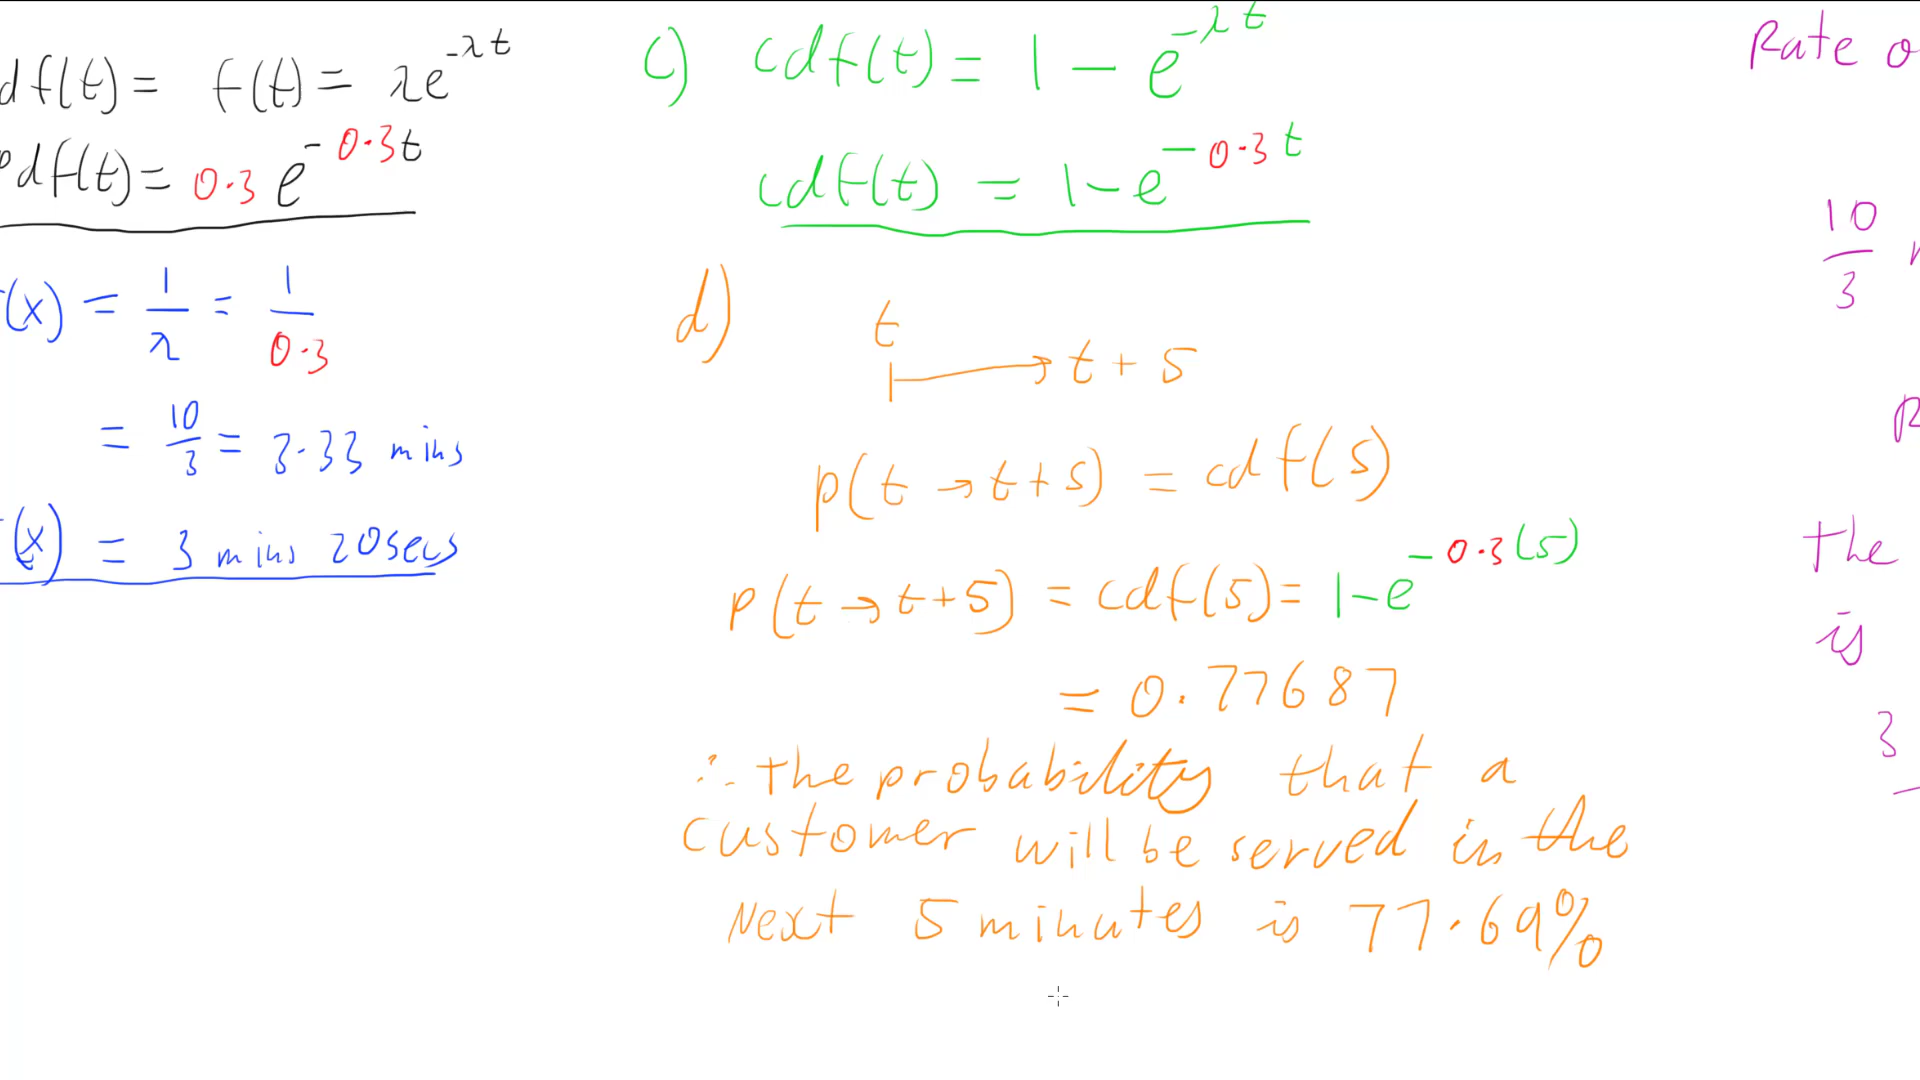 df(t) = f(t) = λe^-λt
pdf(t) = 0.3 e^-0.3t
(x) = 1/λ = 1/0.3
= 10/3 = 3.33 mins
(x) = 3 mins 20secs
c) cdf(t) = 1 - e^-λt
cdf(t) = 1 - e^-0.3t
d) t
t + 5
p(t → t+5) = cdf(5)
p(t → t+5) = cdf(5) = 1-e^-0.3(5)
= 0.77687
∴ the probability that a
customer will be served in the
Next 5 minutes is 77.69%
Rate o
10/3
the
is
3